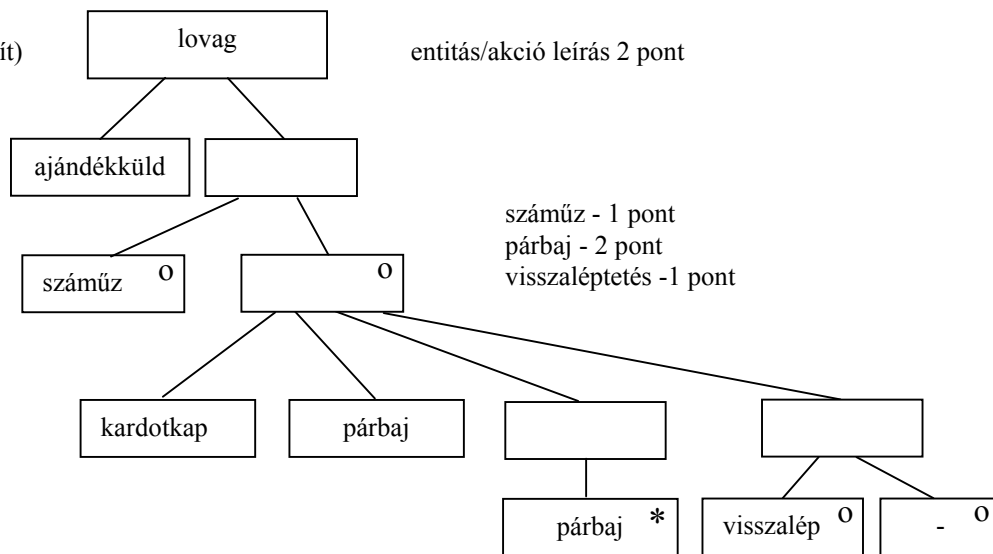 ít)
lovag
entitás/akció leírás 2 pont
ajándékküld
száműz - 1 pont
párbaj - 2 pont
visszaléptetés -1 pont
száműz o
o
kardotkap
párbaj
párbaj *
visszalép o
- o